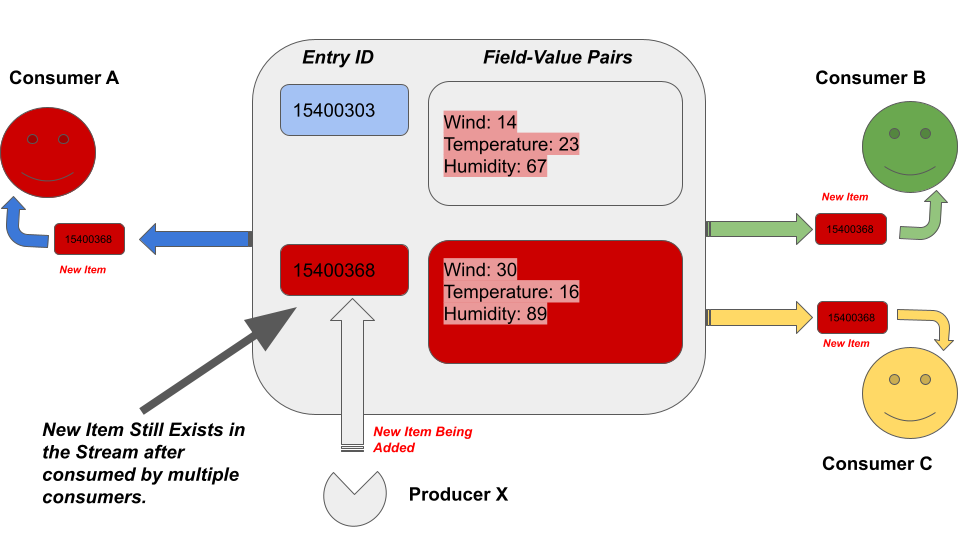 Entry ID
Field-Value Pairs
Consumer A
Consumer B
15400303
Wind: 14
Temperature: 23
Humidity: 67
New Item
15400368
15400368
New Item
15400368
Wind: 30
Temperature: 16
Humidity: 89
15400368
New Item
New Item Still Exists in
the Stream after
consumed by multiple
consumers.
New Item Being
Added
Consumer C
Producer X